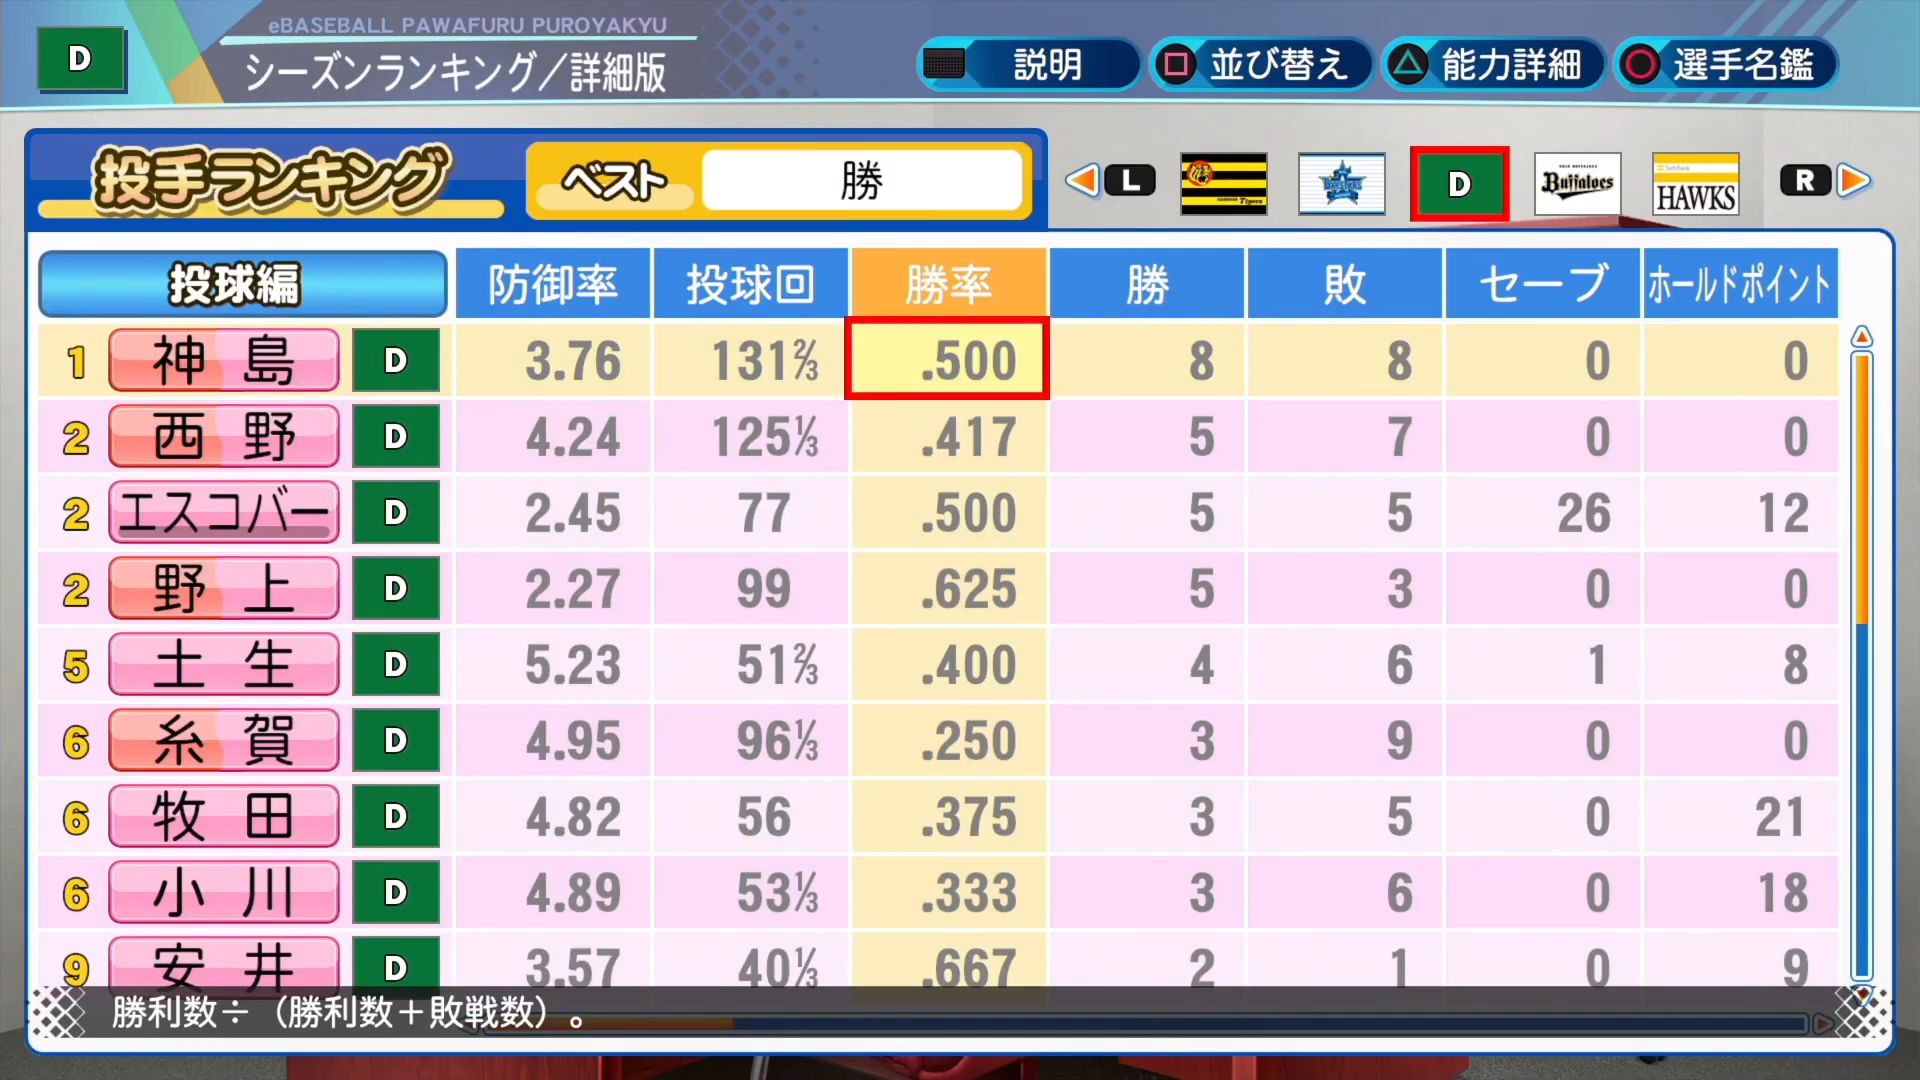 D
eBASEBALL PAWAFURU PUROYAKYU
シーズンランキング／詳細版
説明 並び替え 能力詳細 選手名鑑
投手ランキング ベスト 勝
L Tigers BAYSTARS D Buffaloes SoftBank HAWKS R
投球編 防御率 投球回 勝率 勝 敗 セーブ ホールドポイント
1 神島 D 3.76 131⅔ .500 8 8 0 0
2 西野 D 4.24 125⅓ .417 5 7 0 0
2 エスコバー D 2.45 77 .500 5 5 26 12
2 野上 D 2.27 99 .625 5 3 0 0
5 土生 D 5.23 51⅔ .400 4 6 1 8
6 糸賀 D 4.95 96⅓ .250 3 9 0 0
6 牧田 D 4.82 56 .375 3 5 0 21
6 小川 D 4.89 53⅓ .333 3 6 0 18
9 安井 D 3.57 40⅓ .667 2 1 0 9
勝利数÷（勝利数＋敗戦数）。